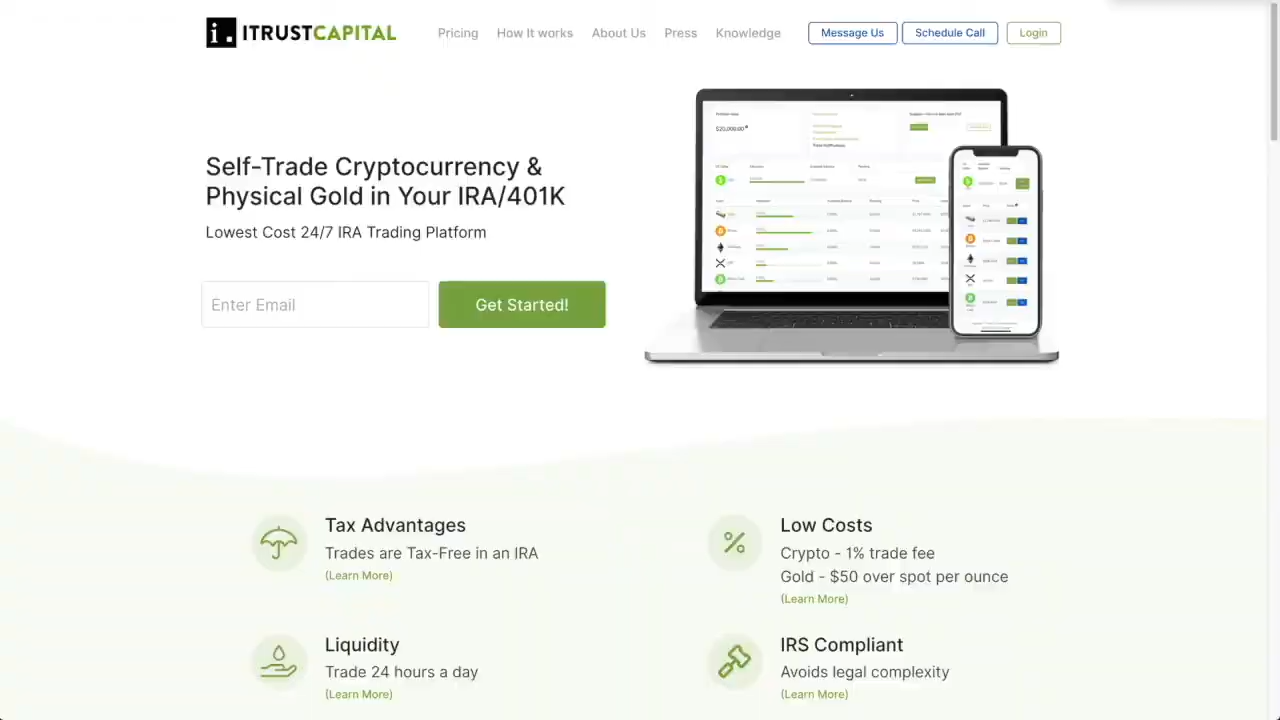 i. ITRUSTCAPITAL
Pricing How It works About Us Press Knowledge Message Us Schedule Call Login
Self-Trade Cryptocurrency &
Physical Gold in Your IRA/401K
Lowest Cost 24/7 IRA Trading Platform
Enter Email Get Started!
$20,000.00
Tax Advantages
Trades are Tax-Free in an IRA
(Learn More)
Low Costs
Crypto - 1% trade fee
Gold - $50 over spot per ounce
(Learn More)
Liquidity
Trade 24 hours a day
(Learn More)
IRS Compliant
Avoids legal complexity
(Learn More)